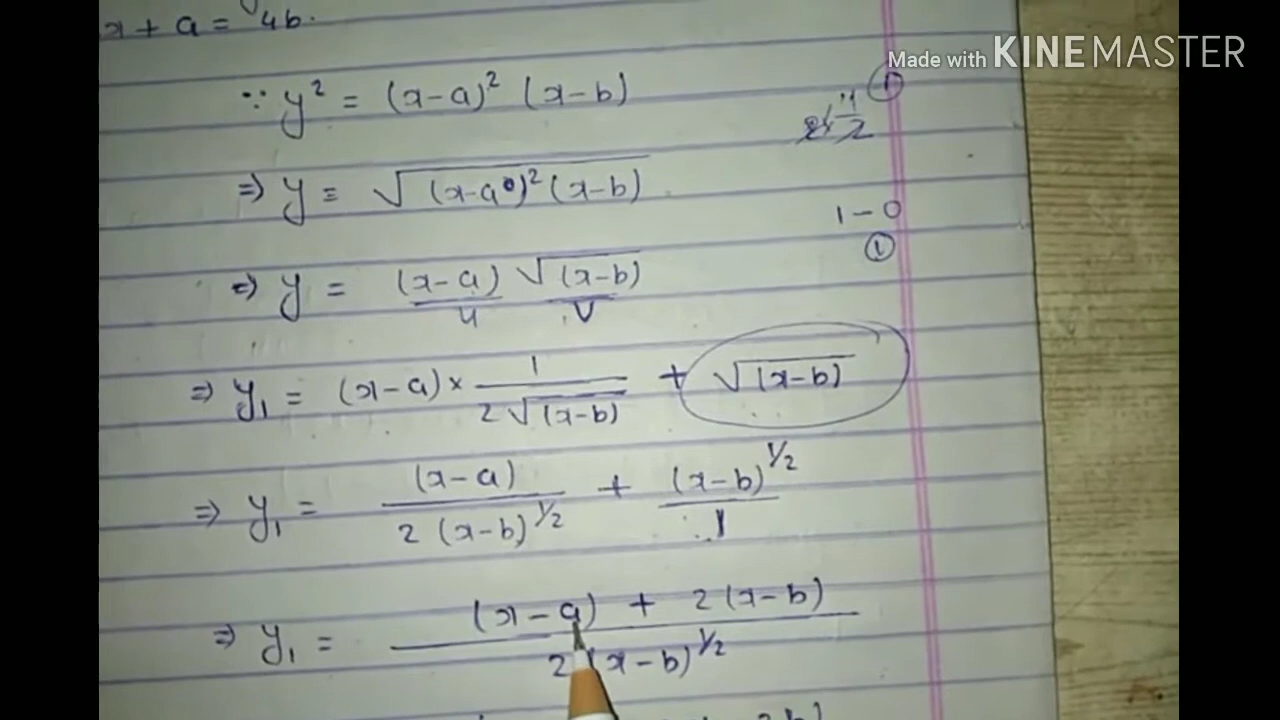 x + a = √4b.
Made with KINEMASTER
∵ y² = (x-a)² (x-b)
⇒ y = √(x-a)² (x-b)
1 - 0
①
⇒ y = (x-a) √(x-b)
u v
⇒ y₁ = (x-a) × 1/2√(x-b) + √(x-b)
⇒ y₁ = (x-a)/2 (x-b)^1/2 + (x-b)^1/2/1
⇒ y₁ = (x-a) + 2(x-b)/2 (x-b)^1/2